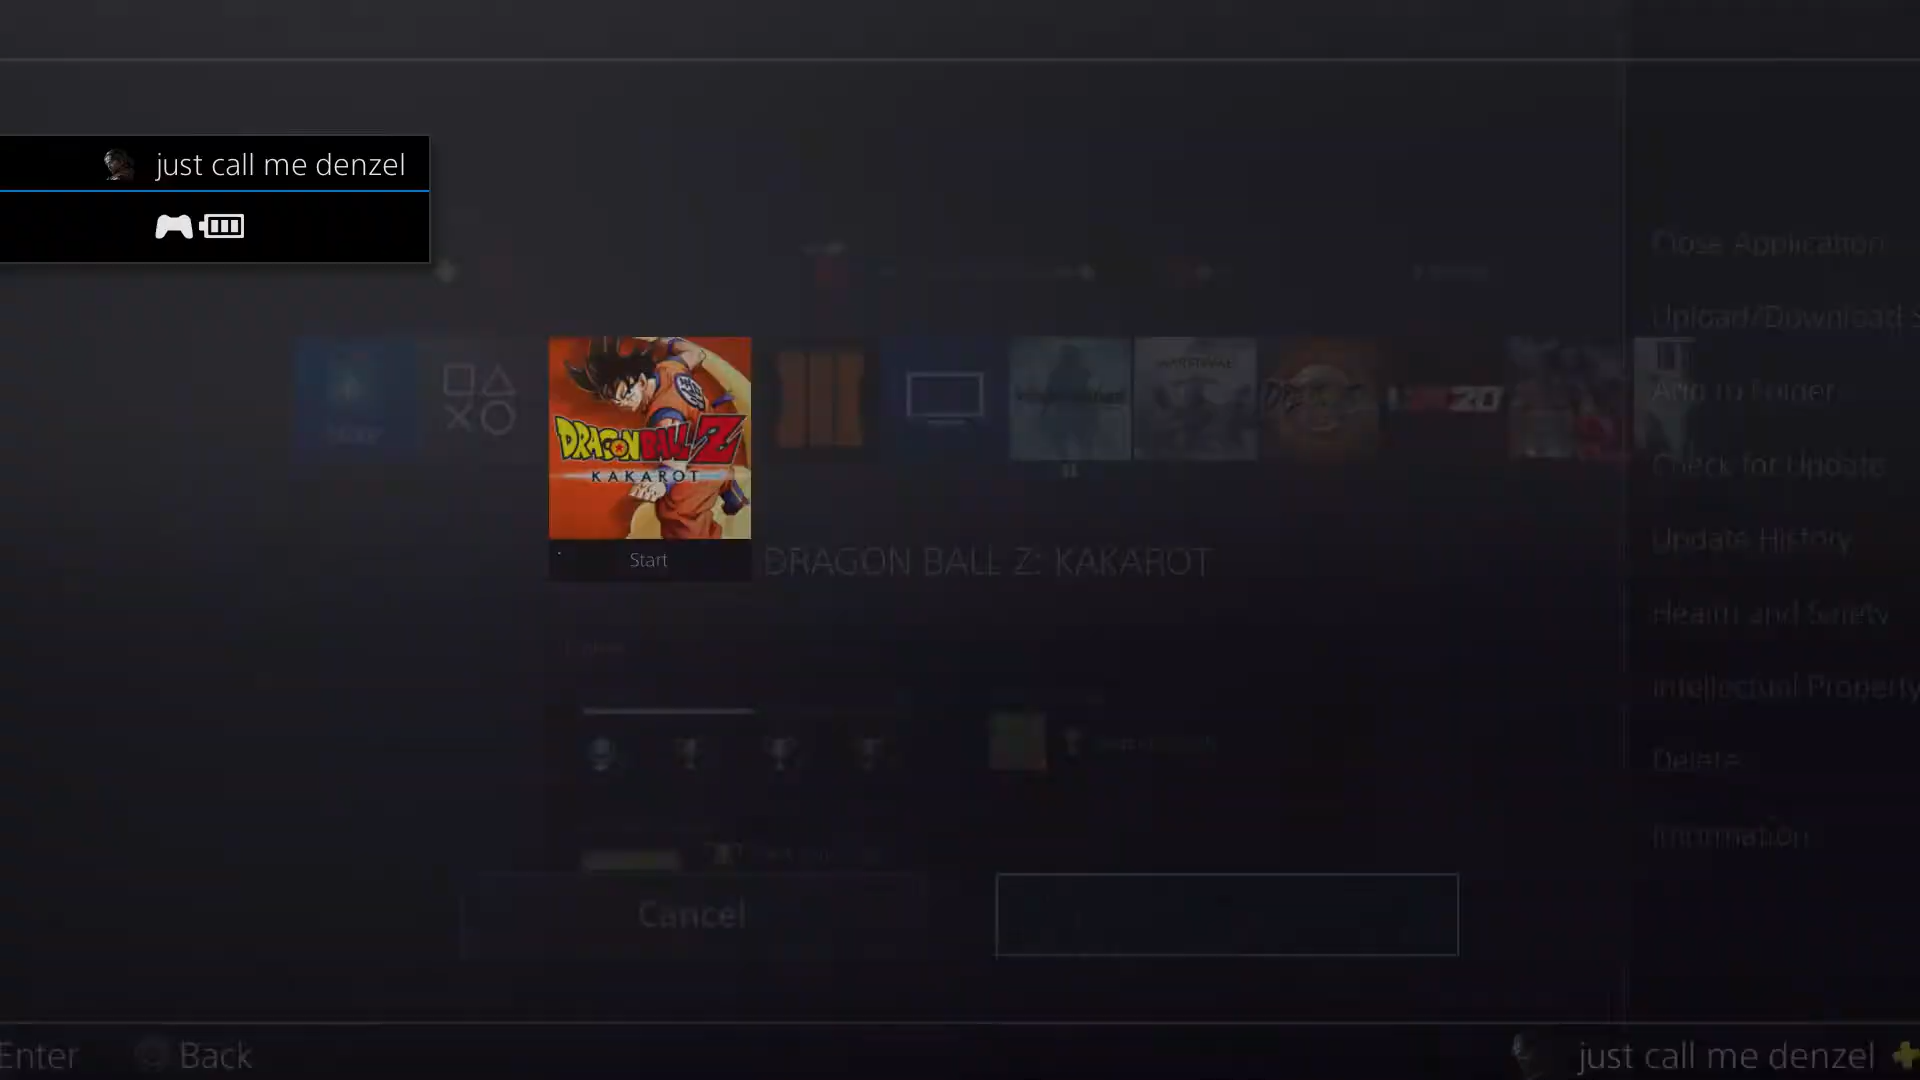 just call me denzel
Close Application
Upload/Download S
Add to Folder
DRAGON BALL Z
KAKAROT
2K20
Check for Update
Start
DRAGON BALL Z: KAKAROT
Update History
Health and Safety
Intellectual Property
Delete
Information
Cancel
Enter
Back
just call me denzel